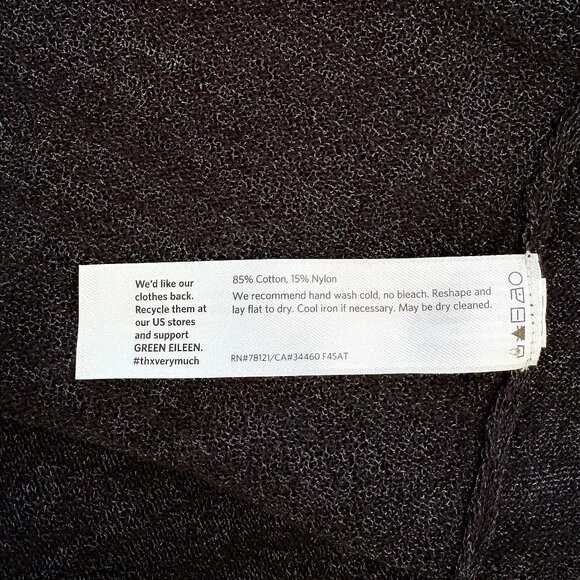 We'd like our
clothes back.
Recycle them at
our US stores
and support
GREEN EILEEN.
#thxverymuch
85% Cotton, 15% Nylon
We recommend hand wash cold, no bleach. Reshape and
lay flat to dry. Cool iron if necessary. May be dry cleaned.
RN#78121/CA#34460 F4SAT